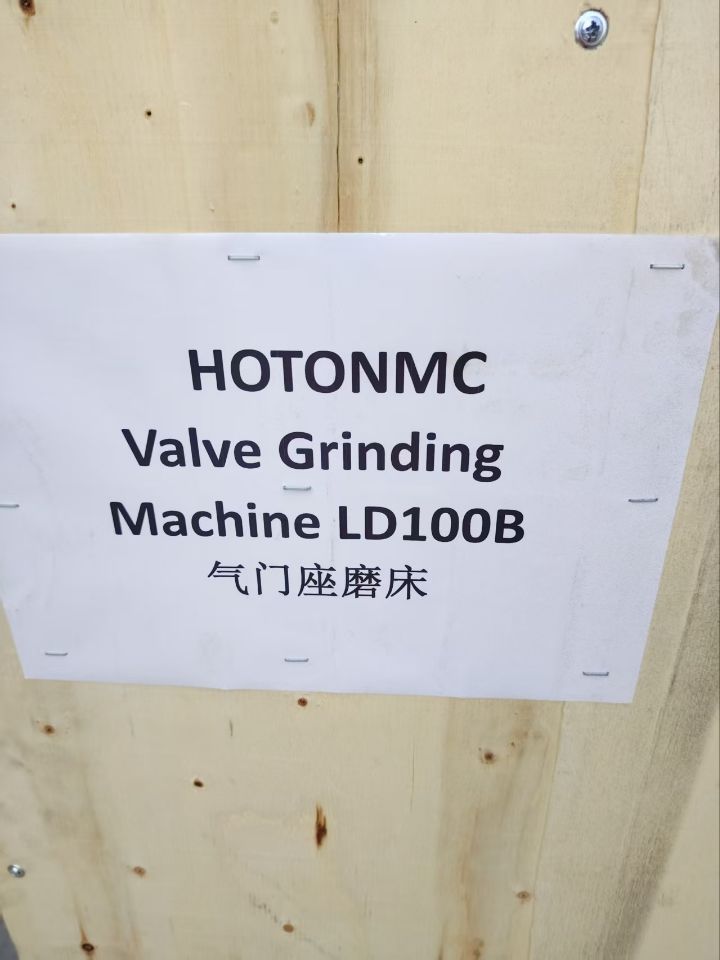 HOTONMC
Valve Grinding
Machine LD100B
气门座磨床